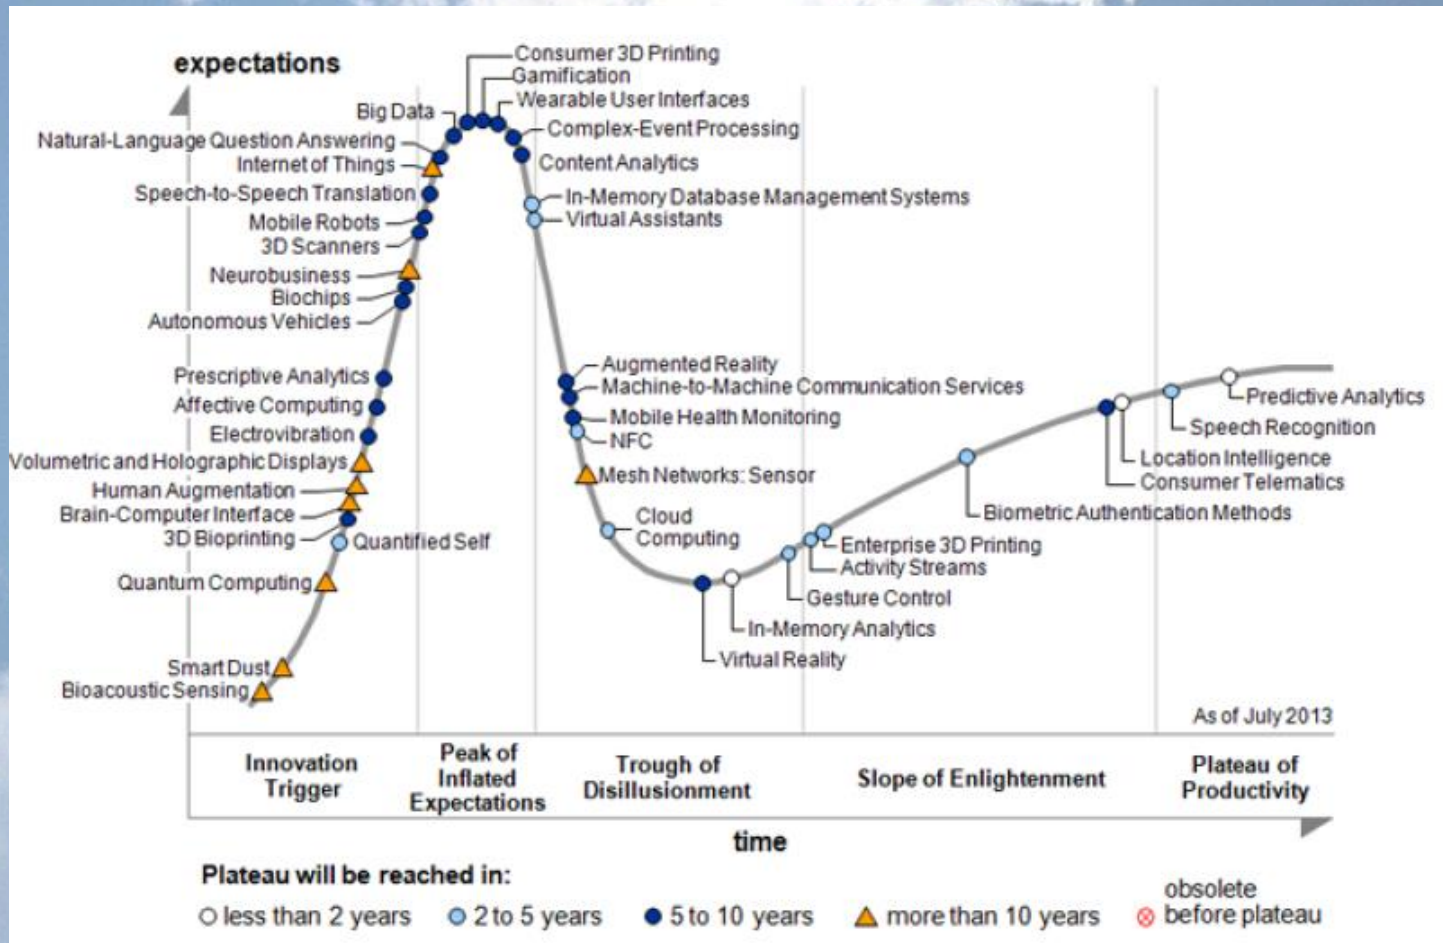 expectations
Consumer 3D Printing
Gamification
Wearable User Interfaces
Big Data
Complex-Event Processing
Natural-Language Question Answering
Content Analytics
Internet of Things
Speech-to-Speech Translation
In-Memory Database Management Systems
Virtual Assistants
Mobile Robots
3D Scanners
Neurobusiness
Biochips
Autonomous Vehicles
Augmented Reality
Prescriptive Analytics
Machine-to-Machine Communication Services
Affective Computing
Mobile Health Monitoring
Electrovibration
NFC
Volumetric and Holographic Displays
Mesh Networks: Sensor
Human Augmentation
Brain-Computer Interface
3D Bioprinting
Quantified Self
Cloud
Computing
Quantum Computing
Smart Dust
Bioacoustic Sensing
Predictive Analytics
Speech Recognition
Location Intelligence
Consumer Telematics
Biometric Authentication Methods
Enterprise 3D Printing
Activity Streams
Gesture Control
In-Memory Analytics
Virtual Reality
As of July 2013
Innovation
Trigger
Peak of
Inflated
Expectations
Trough of
Disillusionment
Slope of Enlightenment
Plateau of
Productivity
time
Plateau will be reached in:
less than 2 years
2 to 5 years
5 to 10 years
more than 10 years
obsolete
before plateau